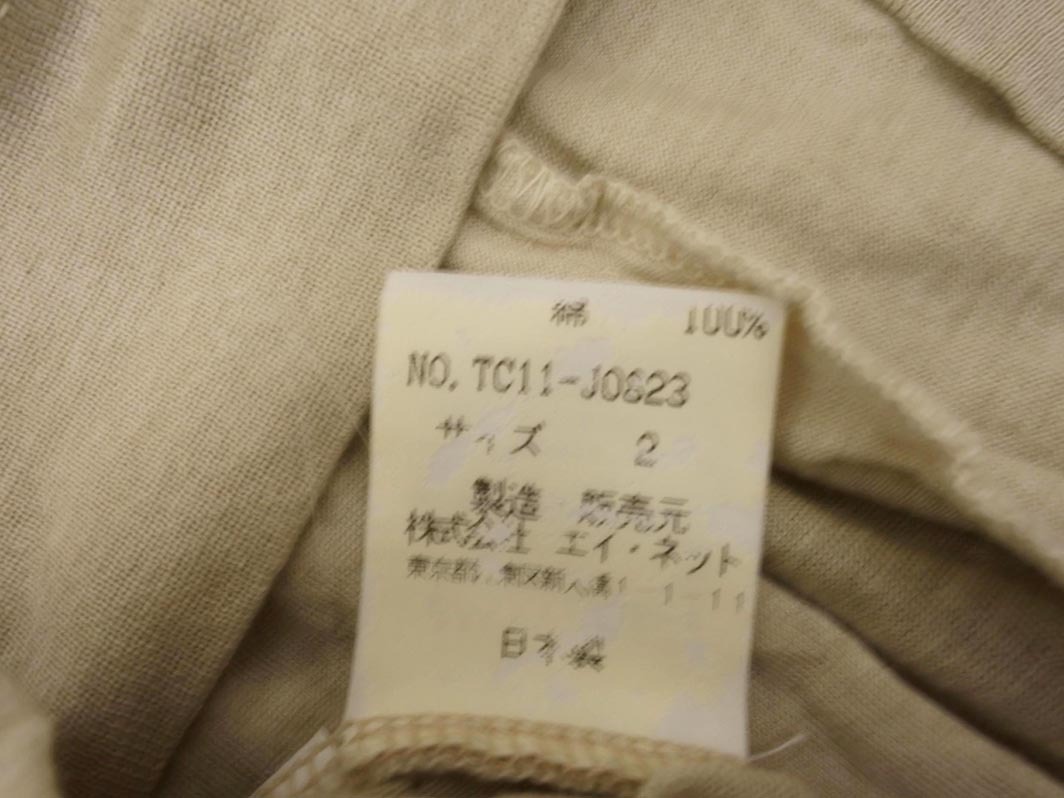 綿 100%
NO. TC11-J0623
サイズ 2
製造 販売元
株式会社 エイ・ネット
日本製